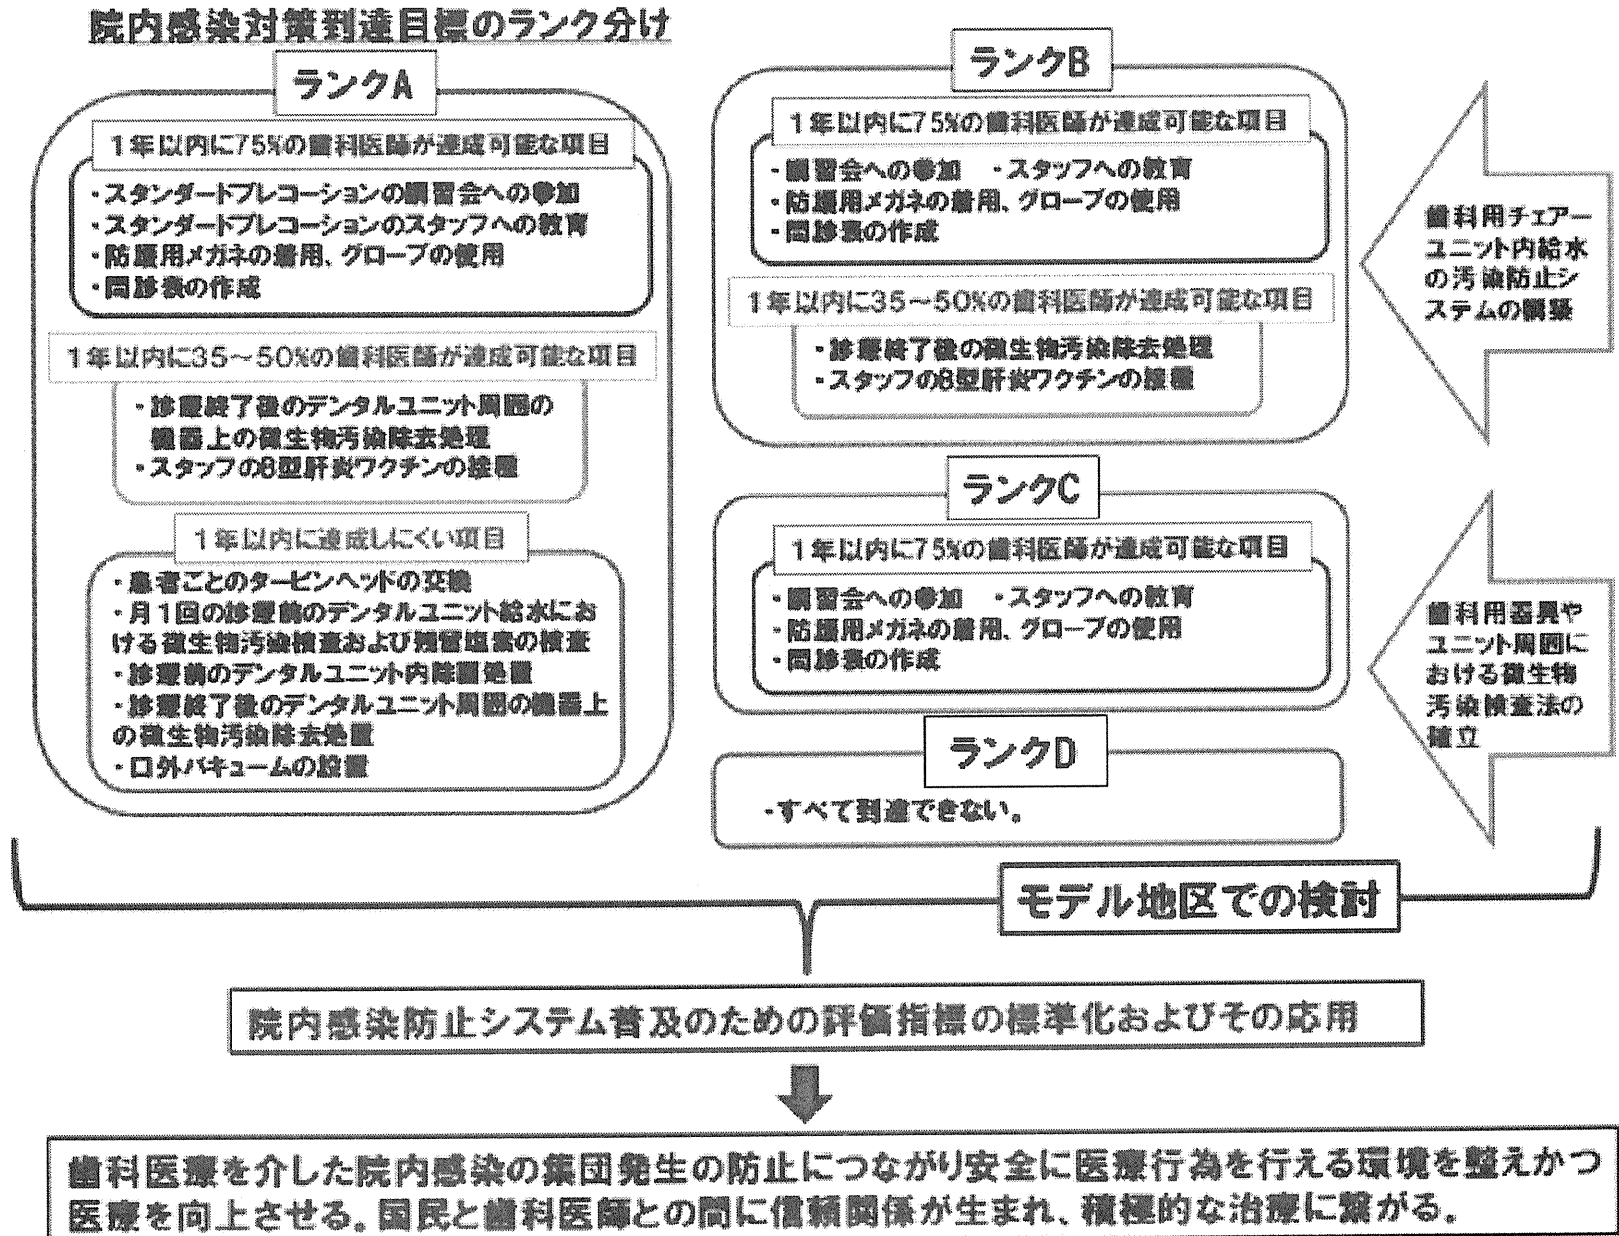 院内感染対策到達目標のランク分け
ランクA
1年以内に75%の歯科医師が達成可能な項目
・スタンダードプレコーションの講習会への参加
・スタンダードプレコーションのスタッフへの教育
・防護用メガネの着用、グローブの使用
・問診表の作成
1年以内に35～50%の歯科医師が達成可能な項目
・診療終了後のデンタルユニット周囲の
機器上の微生物汚染除去処理
・スタッフのB型肝炎ワクチンの接種
1年以内に達成しにくい項目
・患者ごとのタービンヘッドの交換
・月1回の診療前のデンタルユニット給水にお
ける微生物汚染検査および残留塩素の検査
・診療前のデンタルユニット内除菌処置
・診療終了後のデンタルユニット周囲の機器上
の微生物汚染除去処置
・口外バキュームの設置
ランクB
1年以内に75%の歯科医師が達成可能な項目
・講習会への参加 ・スタッフへの教育
・防護用メガネの着用、グローブの使用
・問診表の作成
1年以内に35～50%の歯科医師が達成可能な項目
・診療終了後の微生物汚染除去処理
・スタッフのB型肝炎ワクチンの接種
ランクC
1年以内に75%の歯科医師が達成可能な項目
・講習会への参加 ・スタッフへの教育
・防護用メガネの着用、グローブの使用
・問診表の作成
ランクD
・すべて到達できない。
歯科用チェアー
ユニット内給水
の汚染防止シ
ステムの構築
歯科用器具や
ユニット周囲に
おける微生物
汚染検査法の
確立
モデル地区での検討
院内感染防止システム普及のための評価指標の標準化およびその応用
歯科医療を介した院内感染の集団発生の防止につながり安全に医療行為を行える環境を整えかつ
医療を向上させる。国民と歯科医師との間に信頼関係が生まれ、積極的な治療に繋がる。